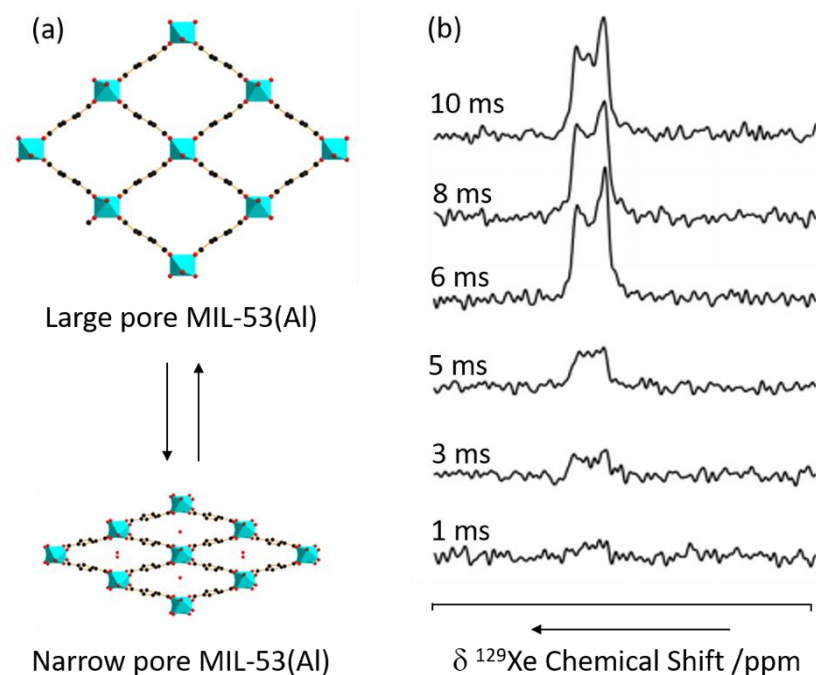 (a)
Large pore MIL-53(Al)
Narrow pore MIL-53(Al)
(b)
10 ms
8 ms
6 ms
5 ms
3 ms
1 ms
δ ¹²⁹Xe Chemical Shift /ppm